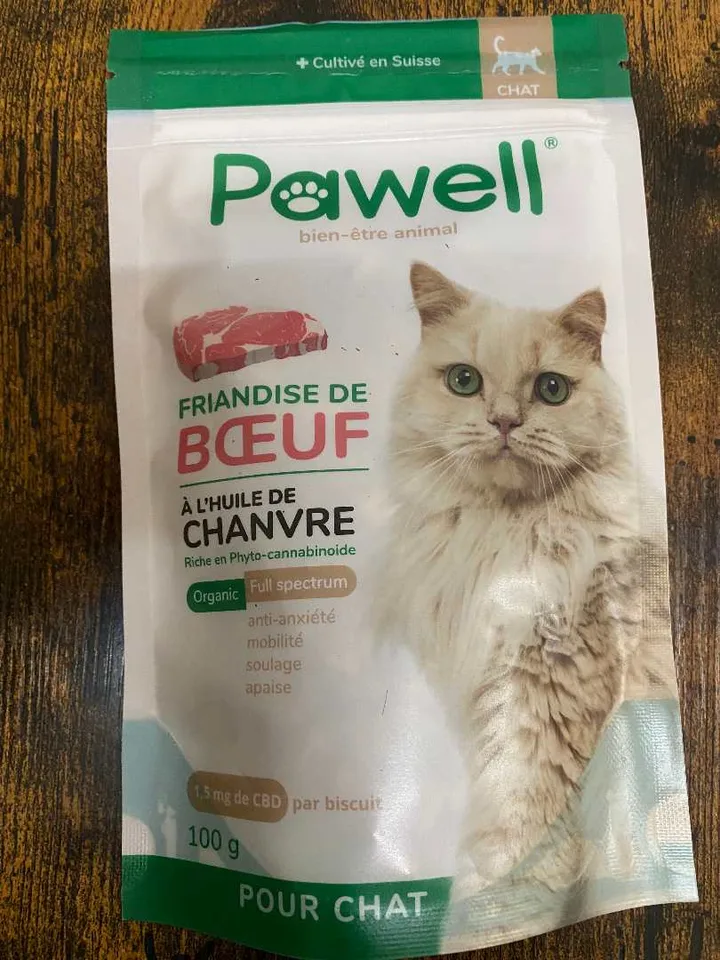 + Cultivé en Suisse
CHAT
Pawell®
bien-être animal
FRIANDISE DE
BŒUF
À L'HUILE DE
CHANVRE
Riche en Phyto-cannabinoide
Organic Full spectrum
anti-anxiété
mobilité
soulage
apaise
1,5 mg de CBD par biscuit
100 g
POUR CHAT